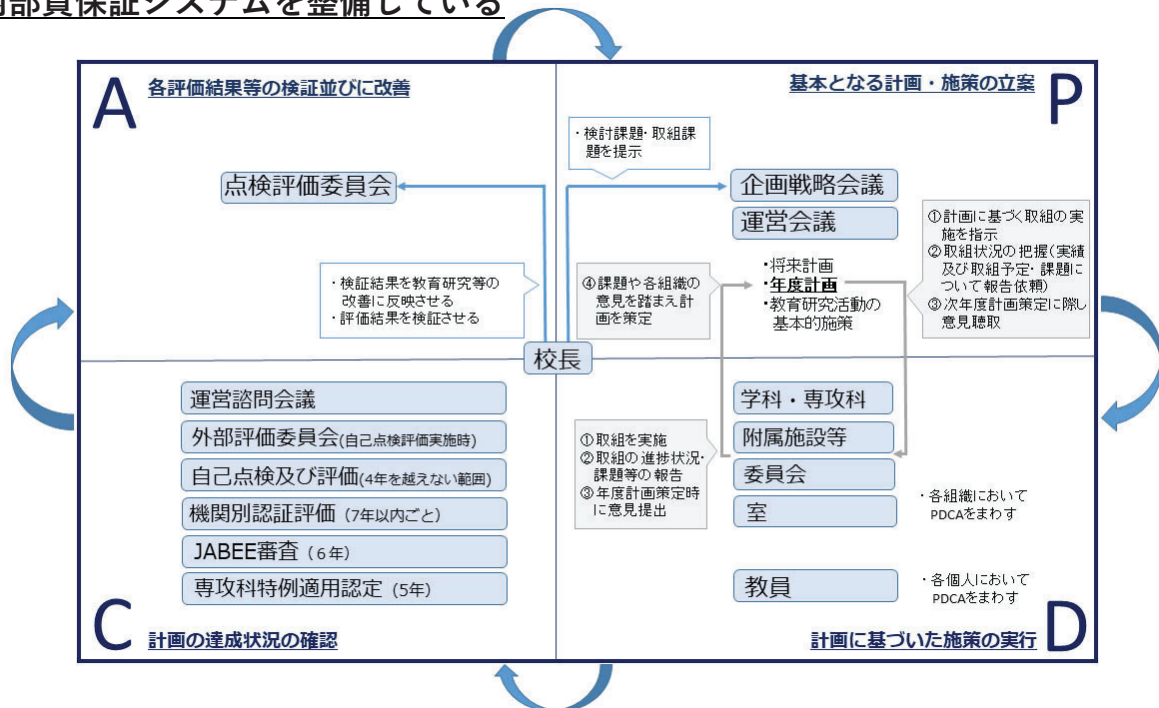 内部質保証システムを整備している
A
各評価結果等の検証並びに改善
点検評価委員会
・検証結果を教育研究等の
改善に反映させる
・評価結果を検証させる
基本となる計画・施策の立案
P
・検討課題・取組課
題を提示
企画戦略会議
運営会議
④課題や各組織の
意見を踏まえ計
画を策定
・将来計画
・年度計画
・教育研究活動の
基本的施策
①計画に基づく取組の実
施を指示
②取組状況の把握(実績
及び取組予定・課題に
ついて報告依頼)
③次年度計画策定に際し
意見聴取
校長
運営諮問会議
外部評価委員会(自己点検評価実施時)
自己点検及び評価(4年を越えない範囲)
機関別認証評価（7年以内ごと）
JABEE審査（６年）
専攻科特例適用認定 (5年)
C
計画の達成状況の確認
①取組を実施
②取組の進捗状況・
課題等の報告
③年度計画策定時
に意見提出
学科・専攻科
附属施設等
委員会
室
・各組織において
PDCAをまわす
教員
・各個人において
PDCAをまわす
計画に基づいた施策の実行
D